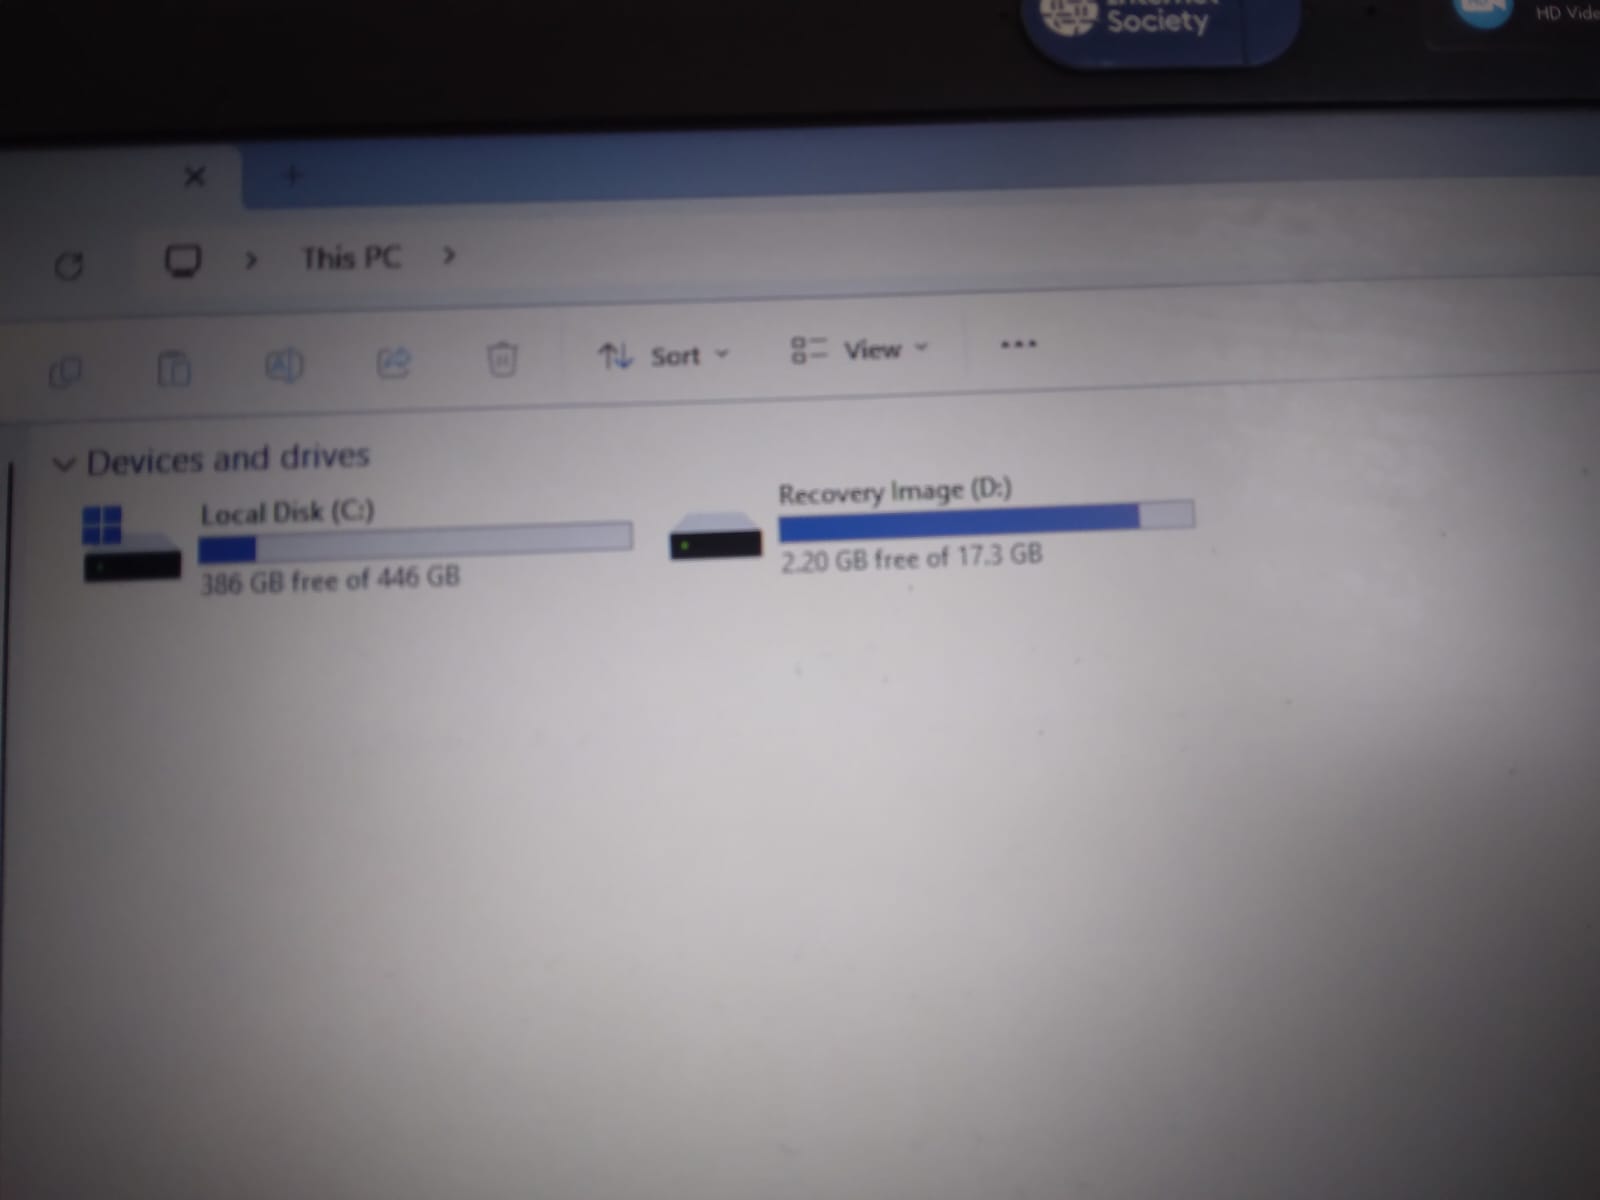 Society
HD Vide
This PC
Sort
View
Devices and drives
Local Disk (C:)
386 GB free of 446 GB
Recovery Image (D:)
2.20 GB free of 17.3 GB